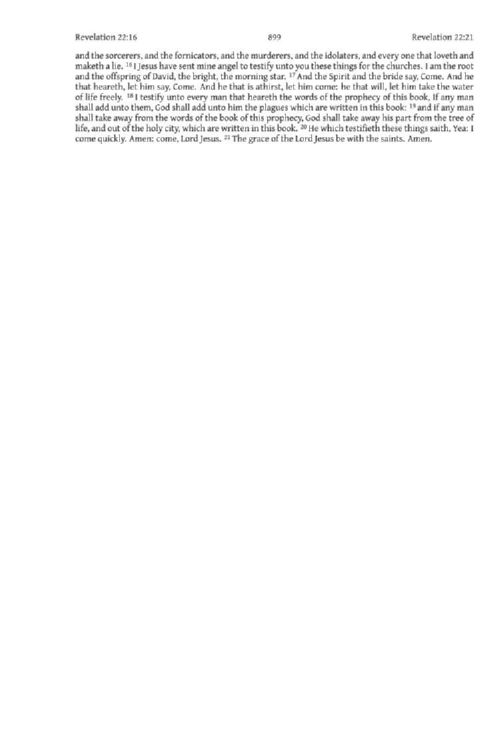 Revelation 22:16 899 Revelation 22:21
and the sorcerers, and the fornicators, and the murderers, and the idolaters, and every one that loveth and
maketh a lie. 16 I Jesus have sent mine angel to testify unto you these things for the churches. I am the root
and the offspring of David, the bright, the morning star. 17 And the Spirit and the bride say, Come. And he
that heareth, let him say, Come. And he that is athirst, let him come: he that will, let him take the water
of life freely. 18 I testify unto every man that heareth the words of the prophecy of this book, If any man
shall add unto them, God shall add unto him the plagues which are written in this book: 19 and if any man
shall take away from the words of the book of this prophecy, God shall take away his part from the tree of
life, and out of the holy city, which are written in this book. 20 He which testifieth these things saith, Yea: I
come quickly. Amen: come, Lord Jesus. 21 The grace of the Lord Jesus be with the saints. Amen.